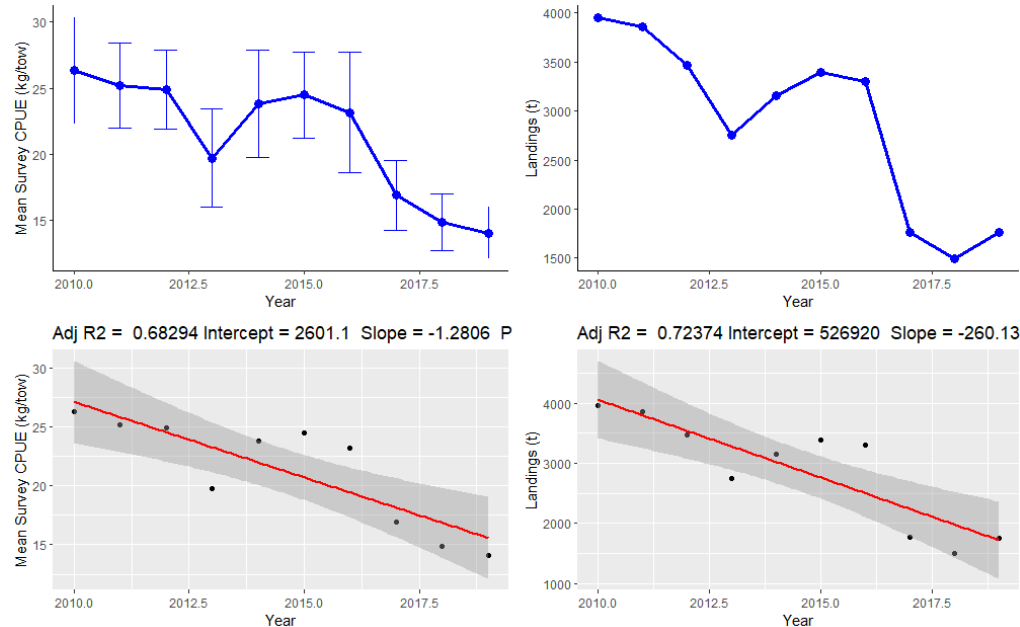 Mean Survey CPUE (kg/tow)
30
25
20
15
2010.0 2012.5 2015.0 2017.5
Year
Landings (t)
4000
3500
3000
2500
2000
1500
2010.0 2012.5 2015.0 2017.5
Year
Adj R2 = 0.68294 Intercept = 2601.1 Slope = -1.2806 P
Mean Survey CPUE (kg/tow)
30
25
20
15
2010.0 2012.5 2015.0 2017.5
Year
Adj R2 = 0.72374 Intercept = 526920 Slope = -260.13
Landings (t)
4000
3000
2000
1000
2010.0 2012.5 2015.0 2017.5
Year